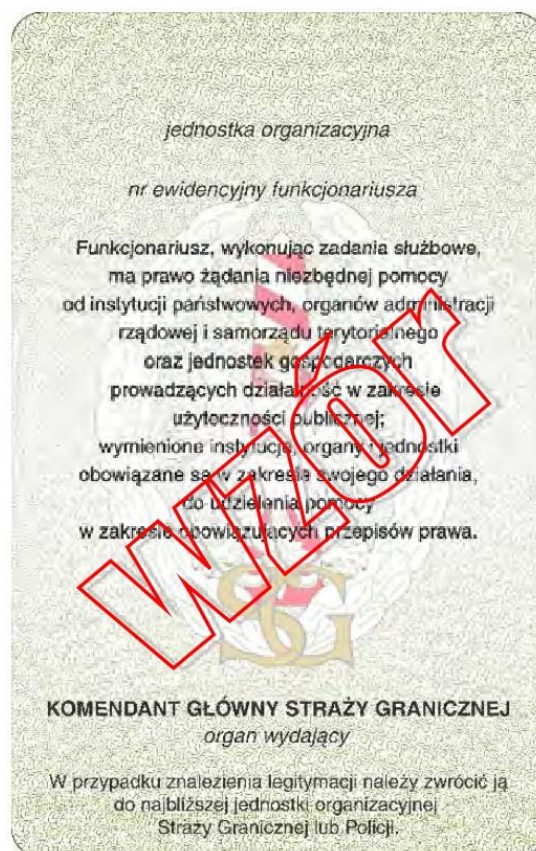 jednostka organizacyjna
nr ewidencyjny funkcjonariusza
Funkcjonariusz, wykonując zadania służbowe,
ma prawo żądania niezbędnej pomocy
od instytucji państwowych, organów administracji
rządowej i samorządu terytorialnego
oraz jednostek gospodarczych
prowadzących działalność w zakresie
użyteczności publicznej;
wymienione instytucje, organy i jednostki
obowiązane są w zakresie swojego działania,
do udzielenia pomocy
w zakresie obowiązujących przepisów prawa.
wzór
SG
KOMENDANT GŁÓWNY STRAŻY GRANICZNEJ
organ wydający
W przypadku znalezienia legitymacji należy zwrócić ją
do najbliższej jednostki organizacyjnej
Straży Granicznej lub Policji.